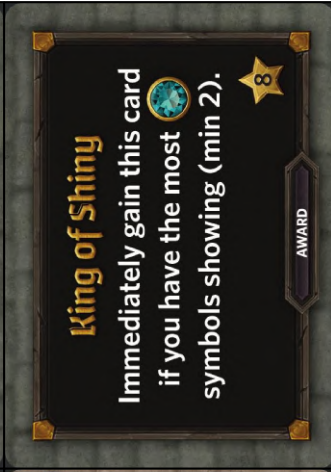 King of Shiny
Immediately gain this card
if you have the most
symbols showing (min 2).
8
AWARD